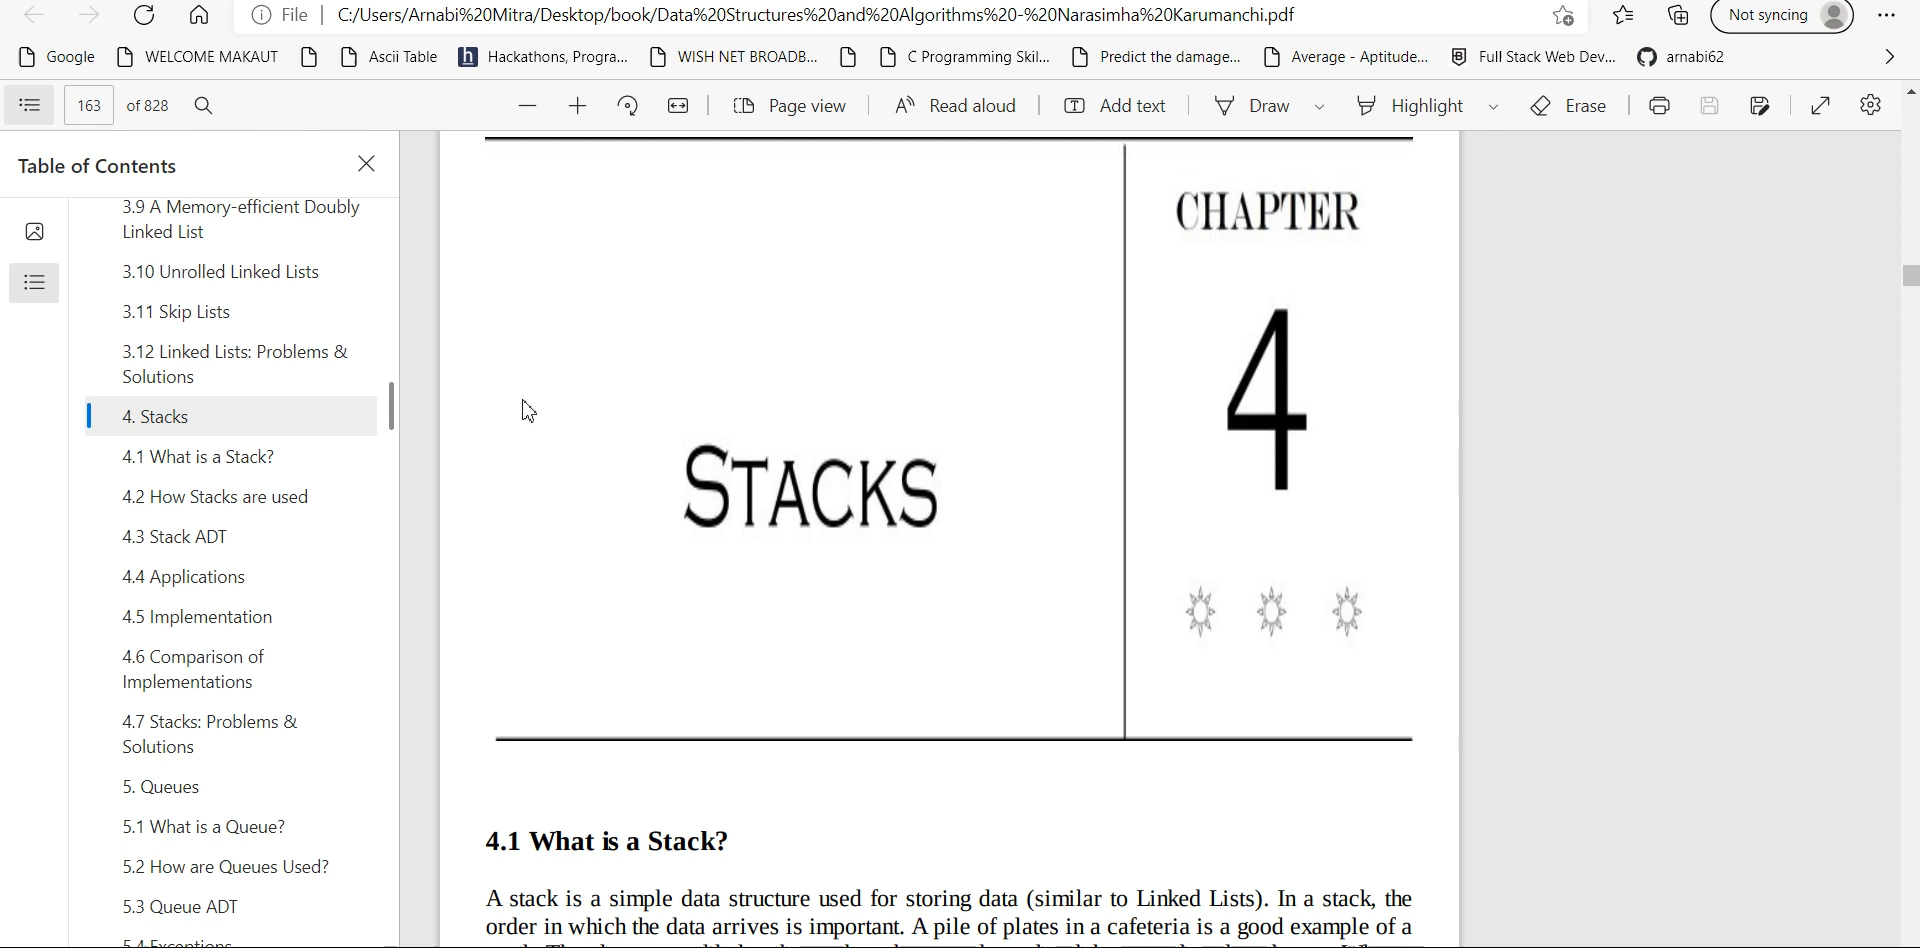 File C:/Users/Arnabi%20Mitra/Desktop/book/Data%20Structures%20and%20Algorithms%20-%20Narasimha%20Karumanchi.pdf Not syncing
Google WELCOME MAKAUT Ascii Table Hackathons, Progra... WISH NET BROADB... C Programming Skil... Predict the damage... Average - Aptitude... Full Stack Web Dev... arnabi62
163 of 828 Page view Read aloud Add text Draw Highlight Erase
Table of Contents
3.9 A Memory-efficient Doubly
Linked List
3.10 Unrolled Linked Lists
3.11 Skip Lists
3.12 Linked Lists: Problems &
Solutions
4. Stacks
4.1 What is a Stack?
4.2 How Stacks are used
4.3 Stack ADT
4.4 Applications
4.5 Implementation
4.6 Comparison of
Implementations
4.7 Stacks: Problems &
Solutions
5. Queues
5.1 What is a Queue?
5.2 How are Queues Used?
5.3 Queue ADT
5.4 Exceptions
CHAPTER
4
STACKS
4.1 What is a Stack?
A stack is a simple data structure used for storing data (similar to Linked Lists). In a stack, the
order in which the data arrives is important. A pile of plates in a cafeteria is a good example of a